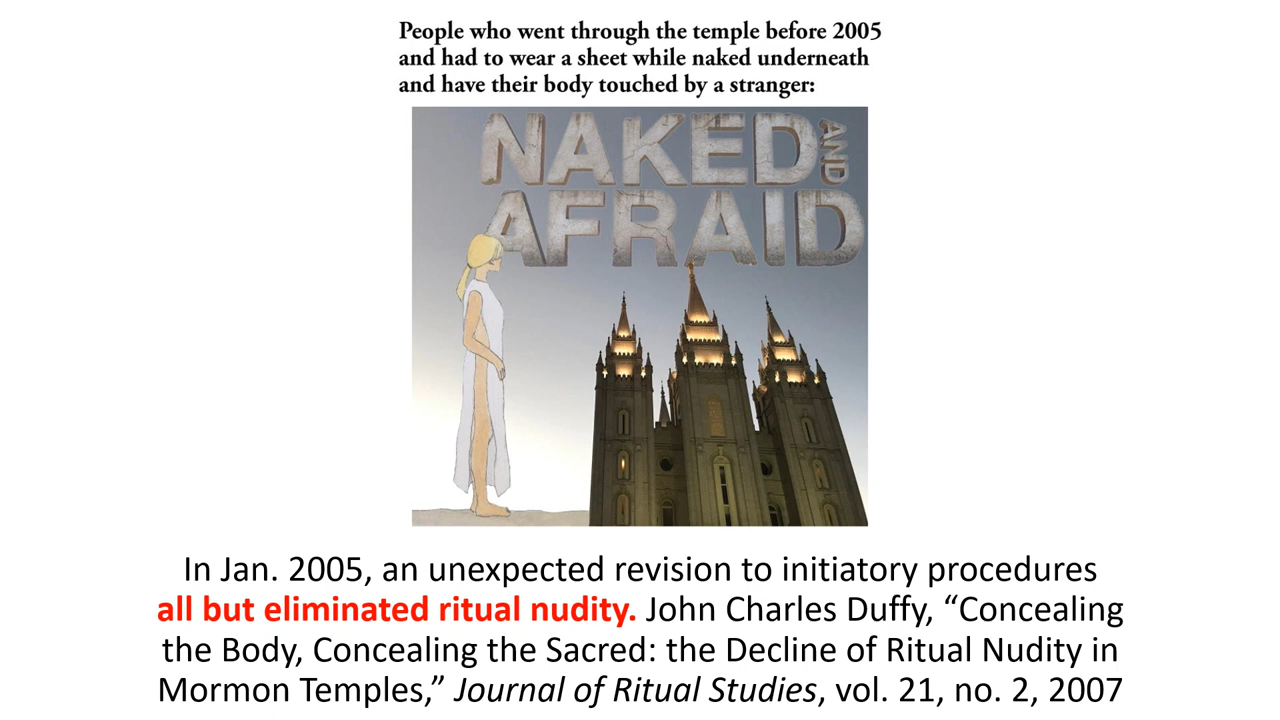 People who went through the temple before 2005
and had to wear a sheet while naked underneath
and have their body touched by a stranger:
NAKED AND
AFRAID
In Jan. 2005, an unexpected revision to initiatory procedures
all but eliminated ritual nudity. John Charles Duffy, “Concealing
the Body, Concealing the Sacred: the Decline of Ritual Nudity in
Mormon Temples,” Journal of Ritual Studies, vol. 21, no. 2, 2007